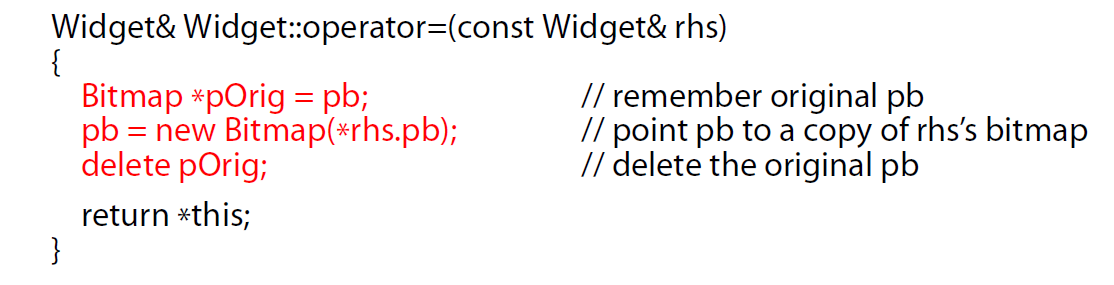 Widget& Widget::operator=(const Widget& rhs)
{
Bitmap *pOrig = pb; // remember original pb
pb = new Bitmap(*rhs.pb); // point pb to a copy of rhs’s bitmap
delete pOrig; // delete the original pb
return *this;
}